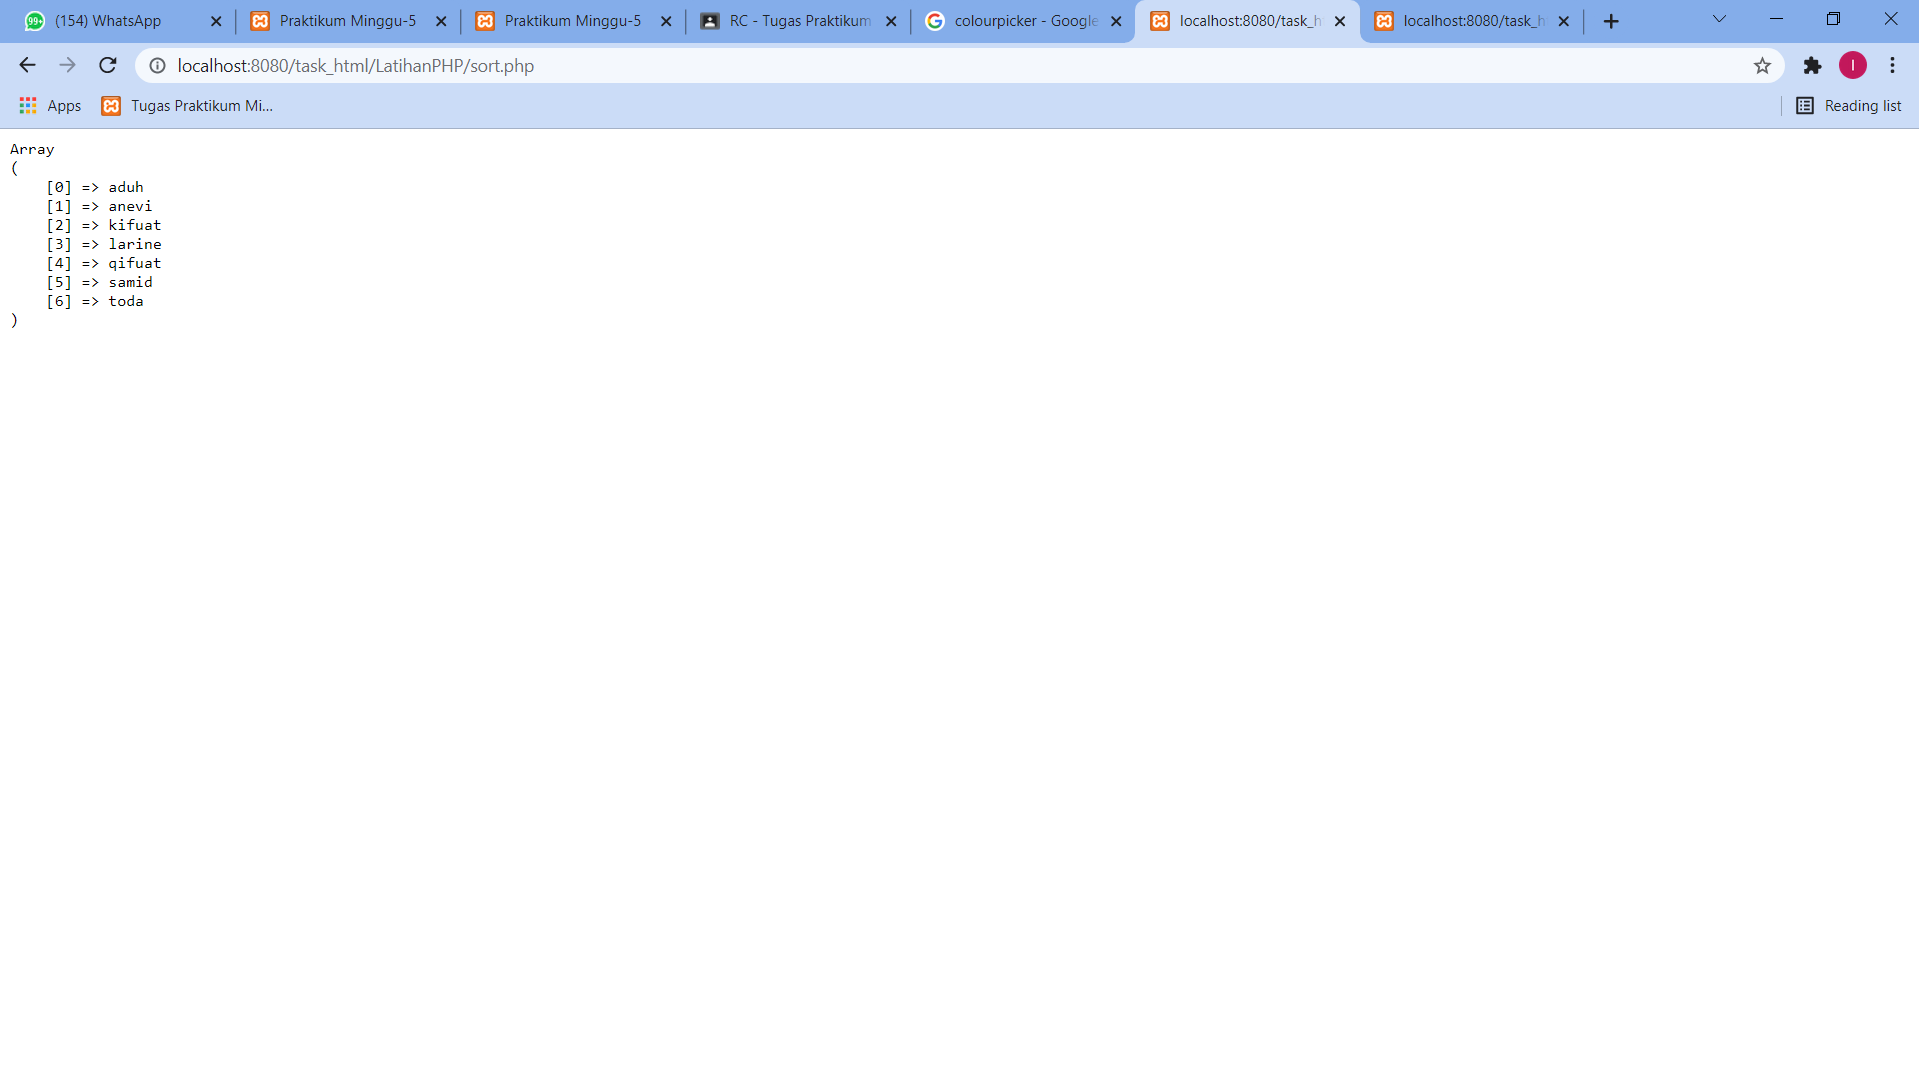 99+ (154) WhatsApp
Praktikum Minggu-5
Praktikum Minggu-5
RC - Tugas Praktikum
colourpicker - Google
localhost:8080/task_h
localhost:8080/task_h
localhost:8080/task_html/LatihanPHP/sort.php
I
Apps
Tugas Praktikum Mi...
Reading list
Array
(
    [0] => aduh
    [1] => anevi
    [2] => kifuat
    [3] => larine
    [4] => qifuat
    [5] => samid
    [6] => toda
)